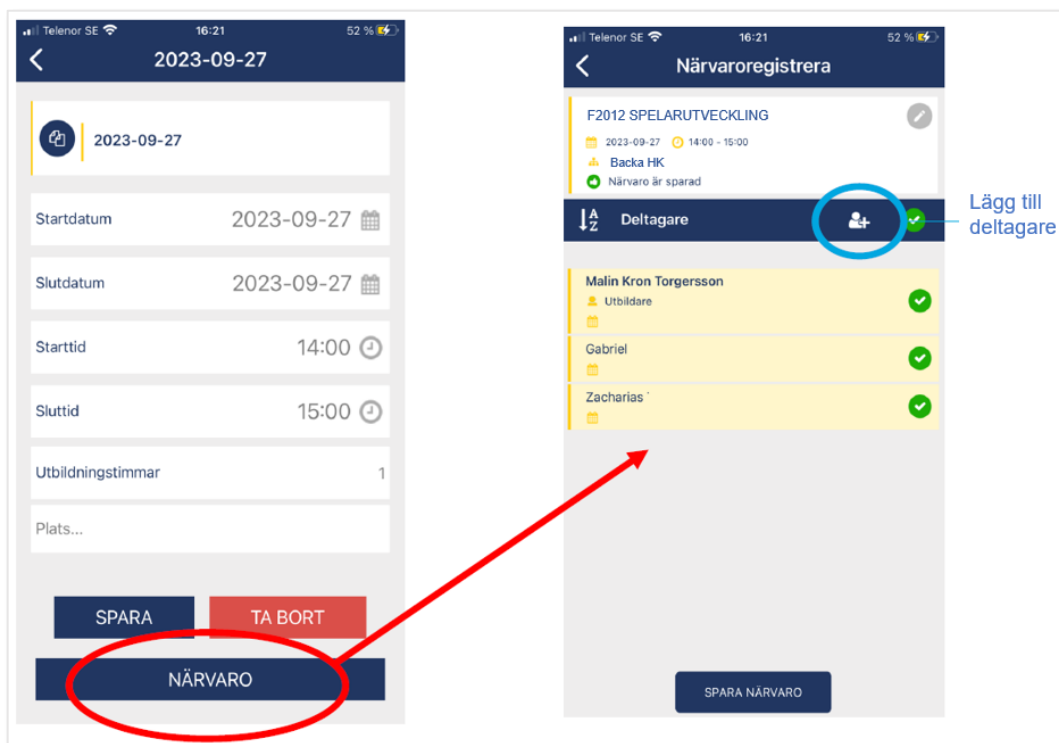 Telenor SE 16:21 52 %
2023-09-27
2023-09-27
Startdatum 2023-09-27
Slutdatum 2023-09-27
Starttid 14:00
Sluttid 15:00
Utbildningstimmar 1
Plats...
SPARA TA BORT
NÄRVARO
Telenor SE 16:21 52 %
Närvaroregistrera
F2012 SPELARUTVECKLING
2023-09-27 14:00 - 15:00
Backa HK
Närvaro är sparad
A
Z Deltagare
Lägg till
deltagare
Malin Kron Torgersson
Utbildare
Gabriel
Zacharias
SPARA NÄRVARO